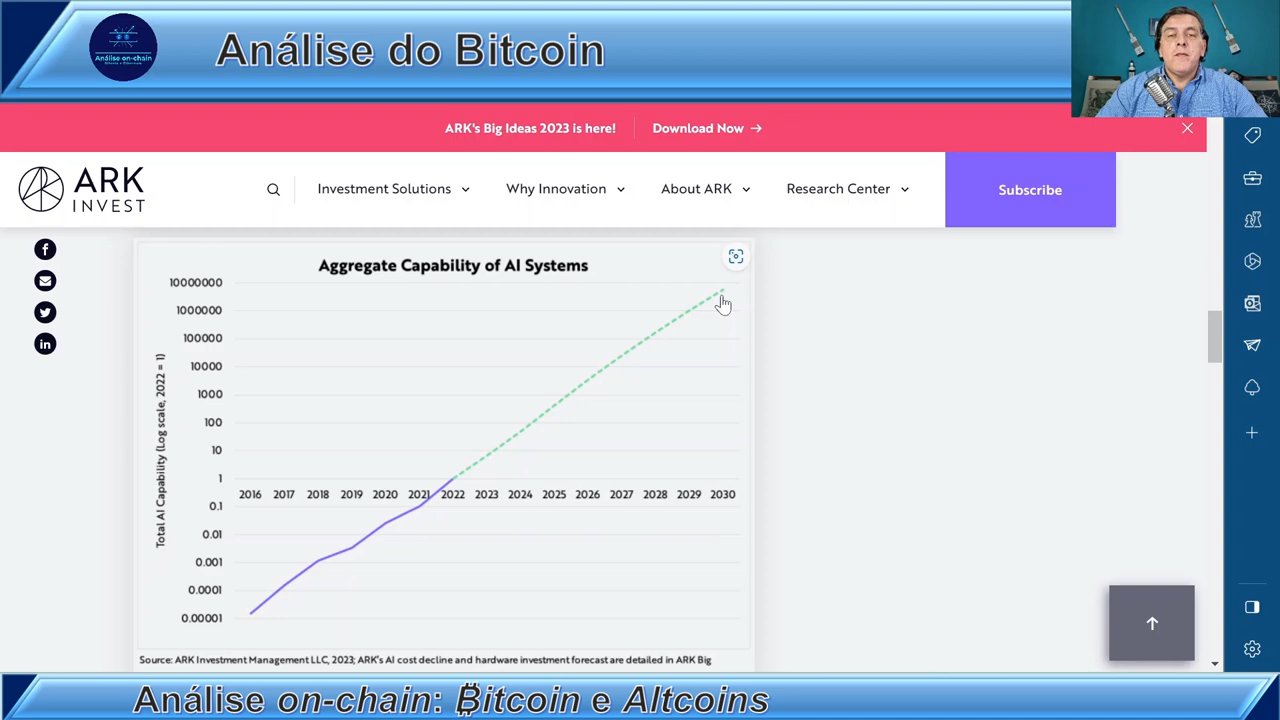 Análise on-chain
Bitcoin e Altcoins
Análise do Bitcoin
ARK's Big Ideas 2023 is here!
Download Now →
ARK
INVEST
Investment Solutions
Why Innovation
About ARK
Research Center
Subscribe
Aggregate Capability of AI Systems
Total AI Capability (Log scale, 2022 = 1)
10000000
1000000
100000
10000
1000
100
10
1
2016 2017 2018 2019 2020 2021 2022 2023 2024 2025 2026 2027 2028 2029 2030
0.1
0.01
0.001
0.0001
0.00001
Source: ARK Investment Management LLC, 2023; ARK's AI cost decline and hardware investment forecast are detailed in ARK Big
Análise on-chain: ₿itcoin e Altcoins